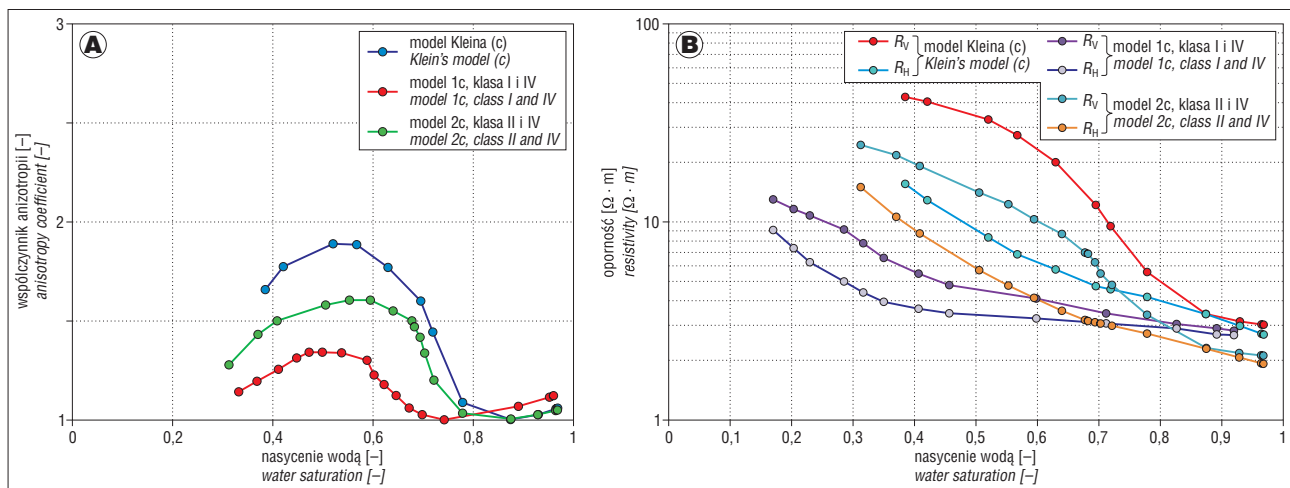 A
3
2
1
0
0,2
0,4
0,6
0,8
1
współczynnik anizotropii [–]
anisotropy coefficient [–]
nasycenie wodą [–]
water saturation [–]
model Kleina (c)
Klein's model (c)
model 1c, klasa I i IV
model 1c, class I and IV
model 2c, klasa II i IV
model 2c, class II and IV
B
100
10
1
0
0,1
0,2
0,3
0,4
0,5
0,6
0,7
0,8
0,9
1
oporność [Ω · m]
resistivity [Ω · m]
nasycenie wodą [–]
water saturation [–]
RV
RH
model Kleina (c)
Klein's model (c)
RV
RH
model 1c, klasa I i IV
model 1c, class I and IV
RV
RH
model 2c, klasa II i IV
model 2c, class II and IV